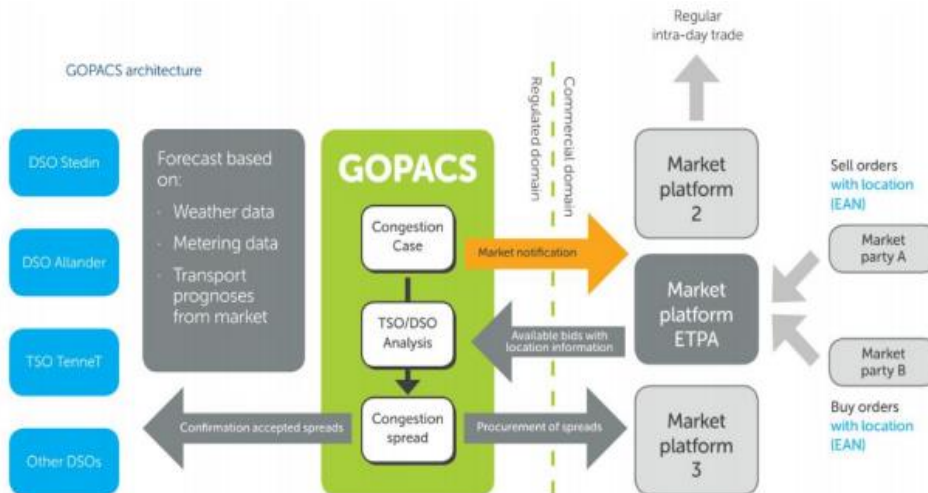 Regular
intra-day trade
GOPACS architecture
DSO Stedin
DSO Allander
TSO TenneT
Other DSOs
Forecast based
on:
· Weather data
· Metering data
· Transport
prognoses
from market
GOPACS
Congestion
Case
TSO/DSO
Analysis
Congestion
spread
Regulated domain
Commercial domain
Market notification
Available bids with
location information
Confirmation accepted spreads
Procurement of spreads
Market
platform
2
Market
platform
ETPA
Market
platform
3
Sell orders
with location
(EAN)
Market
party A
Market
party B
Buy orders
with location
(EAN)